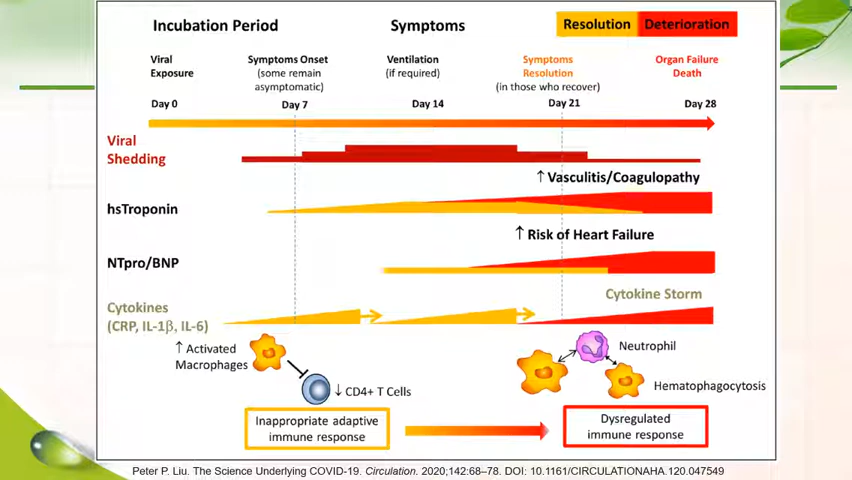 Incubation Period
Symptoms
Resolution
Deterioration
Viral
Exposure
Symptoms Onset
(some remain
asymptomatic)
Ventilation
(if required)
Symptoms
Resolution
(in those who recover)
Organ Failure
Death
Day 0
Day 7
Day 14
Day 21
Day 28
Viral
Shedding
↑ Vasculitis/Coagulopathy
hsTroponin
↑ Risk of Heart Failure
NTpro/BNP
Cytokine Storm
Cytokines
(CRP, IL-1β, IL-6)
↑ Activated
Macrophages
↓ CD4+ T Cells
Neutrophil
Hematophagocytosis
Inappropriate adaptive
immune response
Dysregulated
immune response
Peter P. Liu. The Science Underlying COVID-19. Circulation. 2020;142:68–78. DOI: 10.1161/CIRCULATIONAHA.120.047549